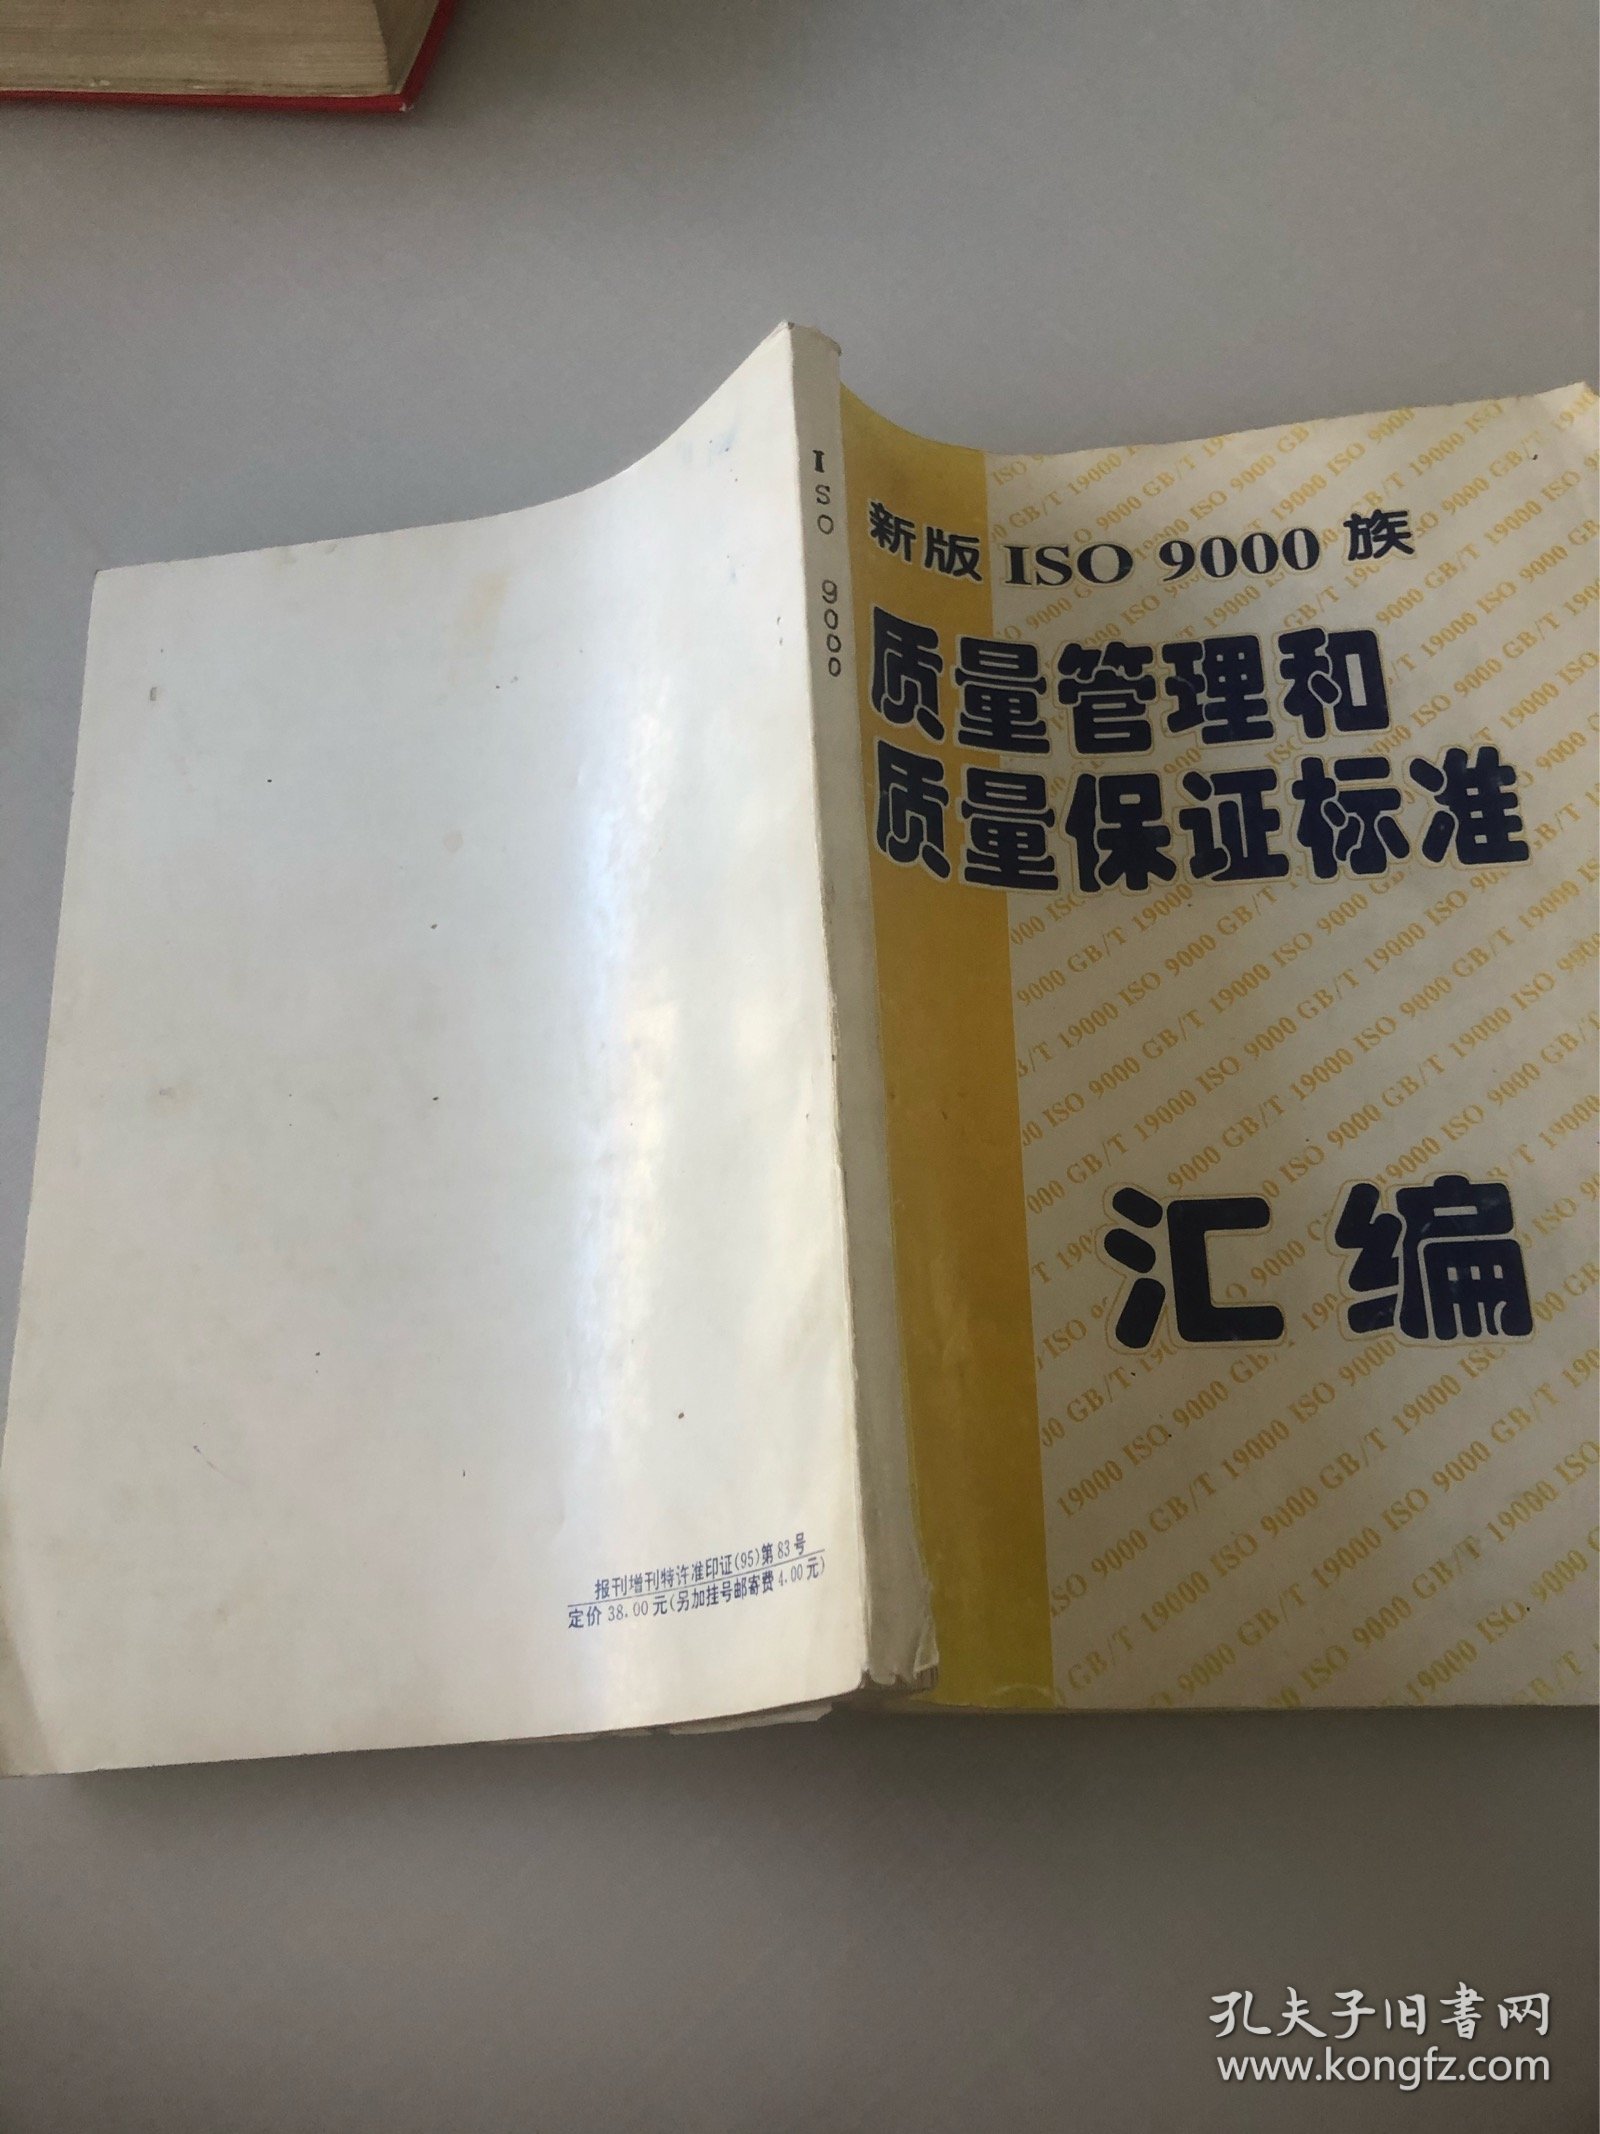 新版 ISO 9000 族
质量管理和
质量保证标准
汇编
ISO 9000
报刊增刊特许准印证(95)第83号
定价38.00元(另加挂号邮寄费4.00元)
孔夫子旧书网
www.kongfz.com